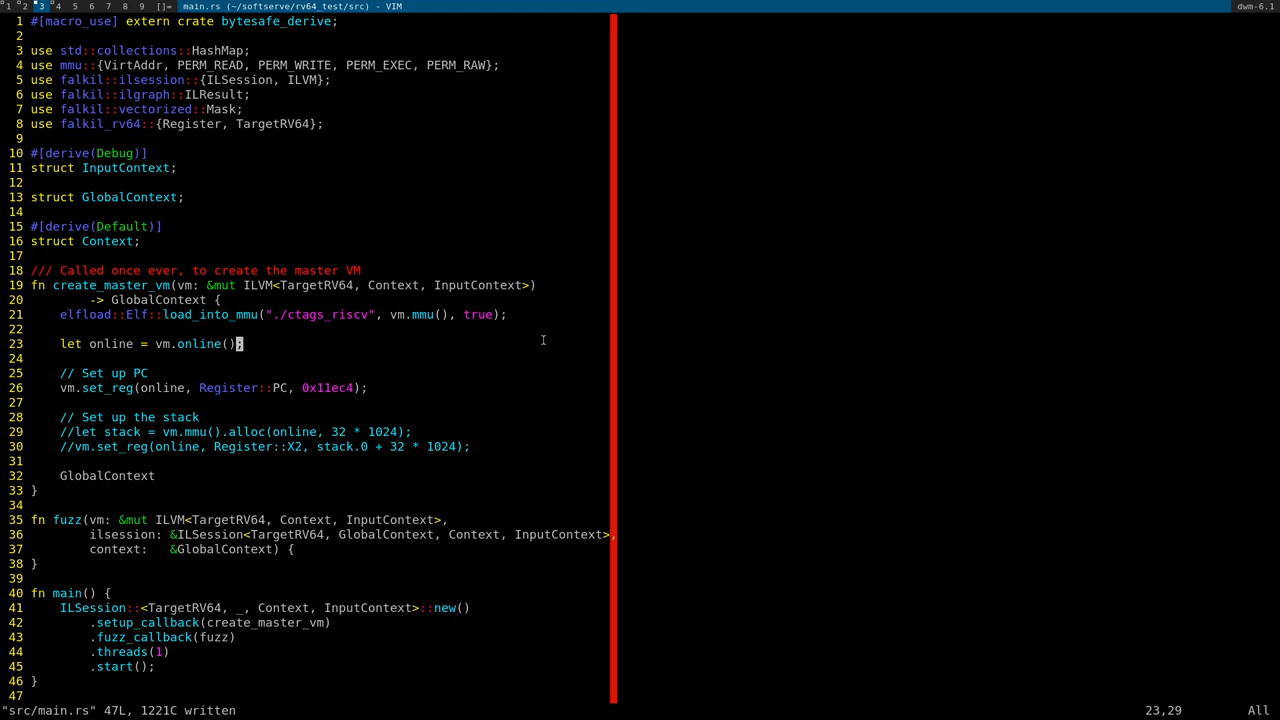 1 2 3 4 5 6 7 8 9 []= main.rs (~/softserve/rv64_test/src) - VIM dwm-6.1
1 #[macro_use] extern crate bytesafe_derive;
2
3 use std::collections::HashMap;
4 use mmu::{VirtAddr, PERM_READ, PERM_WRITE, PERM_EXEC, PERM_RAW};
5 use falkil::ilsession::{ILSession, ILVM};
6 use falkil::ilgraph::ILResult;
7 use falkil::vectorized::Mask;
8 use falkil_rv64::{Register, TargetRV64};
9
10 #[derive(Debug)]
11 struct InputContext;
12
13 struct GlobalContext;
14
15 #[derive(Default)]
16 struct Context;
17
18 /// Called once ever, to create the master VM
19 fn create_master_vm(vm: &mut ILVM<TargetRV64, Context, InputContext>)
20         -> GlobalContext {
21     elfload::Elf::load_into_mmu("./ctags_riscv", vm.mmu(), true);
22
23     let online = vm.online();
24
25     // Set up PC
26     vm.set_reg(online, Register::PC, 0x11ec4);
27
28     // Set up the stack
29     //let stack = vm.mmu().alloc(online, 32 * 1024);
30     //vm.set_reg(online, Register::X2, stack.0 + 32 * 1024);
31
32     GlobalContext
33 }
34
35 fn fuzz(vm: &mut ILVM<TargetRV64, Context, InputContext>,
36         ilsession: &ILSession<TargetRV64, GlobalContext, Context, InputContext>,
37         context:   &GlobalContext) {
38 }
39
40 fn main() {
41     ILSession::<TargetRV64, _, Context, InputContext>::new()
42         .setup_callback(create_master_vm)
43         .fuzz_callback(fuzz)
44         .threads(1)
45         .start();
46 }
47
"src/main.rs" 47L, 1221C written 23,29 All